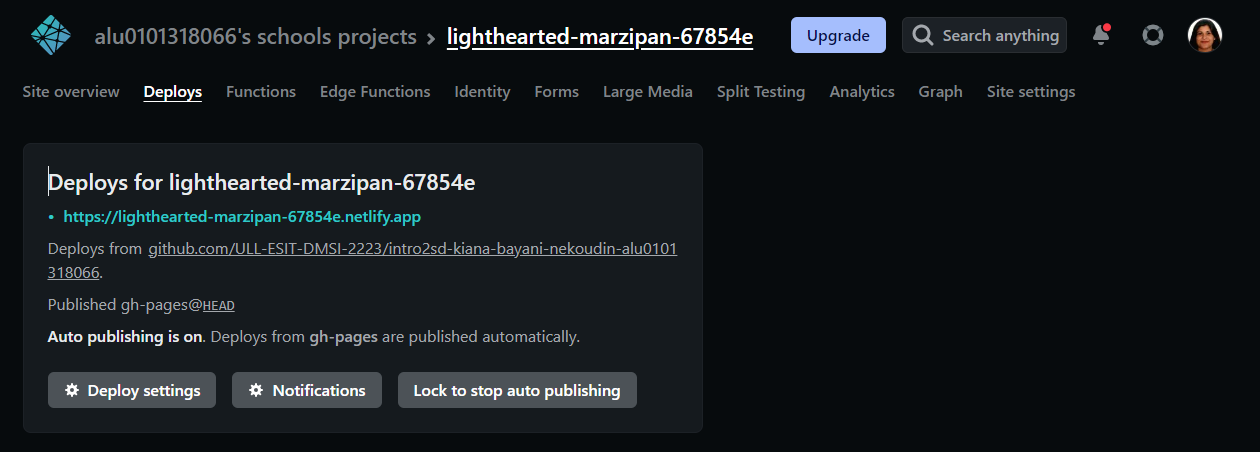 alu0101318066's schools projects > lighthearted-marzipan-67854e
Upgrade
Search anything
Site overview Deploys Functions Edge Functions Identity Forms Large Media Split Testing Analytics Graph Site settings
Deploys for lighthearted-marzipan-67854e
• https://lighthearted-marzipan-67854e.netlify.app
Deploys from github.com/ULL-ESIT-DMSI-2223/intro2sd-kiana-bayani-nekoudin-alu0101
318066.
Published gh-pages@HEAD
Auto publishing is on. Deploys from gh-pages are published automatically.
Deploy settings Notifications Lock to stop auto publishing